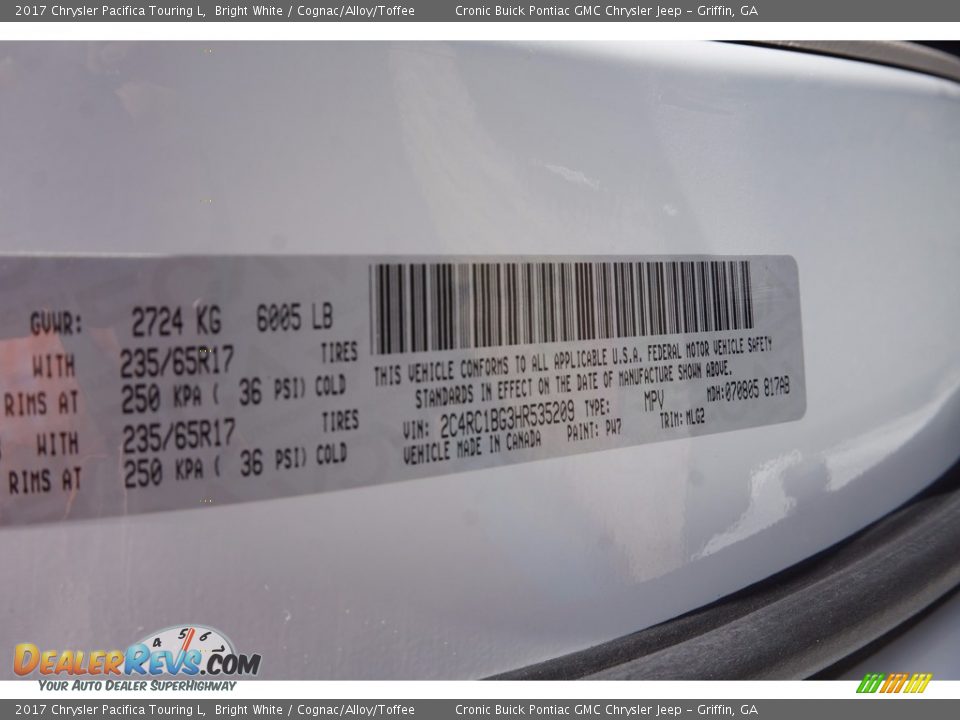 2017 Chrysler Pacifica Touring L, Bright White / Cognac/Alloy/Toffee Cronic Buick Pontiac GMC Chrysler Jeep - Griffin, GA
GVWR: 2724 KG 6005 LB
WITH 235/65R17 TIRES
RIMS AT 250 KPA ( 36 PSI) COLD
WITH 235/65R17 TIRES
RIMS AT 250 KPA ( 36 PSI) COLD
THIS VEHICLE CONFORMS TO ALL APPLICABLE U.S.A. FEDERAL MOTOR VEHICLE SAFETY
STANDARDS IN EFFECT ON THE DATE OF MANUFACTURE SHOWN ABOVE.
VIN: 2C4RC1BG3HR535209 TYPE: MPV MDH:070805 817AB
VEHICLE MADE IN CANADA PAINT: PW7 TRIM: MLG2
4 5 6
DEALERREVS.COM
YOUR AUTO DEALER SUPERHIGHWAY
2017 Chrysler Pacifica Touring L, Bright White / Cognac/Alloy/Toffee Cronic Buick Pontiac GMC Chrysler Jeep - Griffin, GA